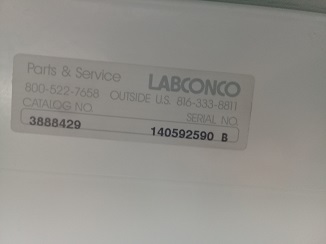 Parts & Service LABCONCO
800-522-7658 OUTSIDE U.S. 816-333-8811
CATALOG NO. SERIAL NO.
3888429 140592590 B